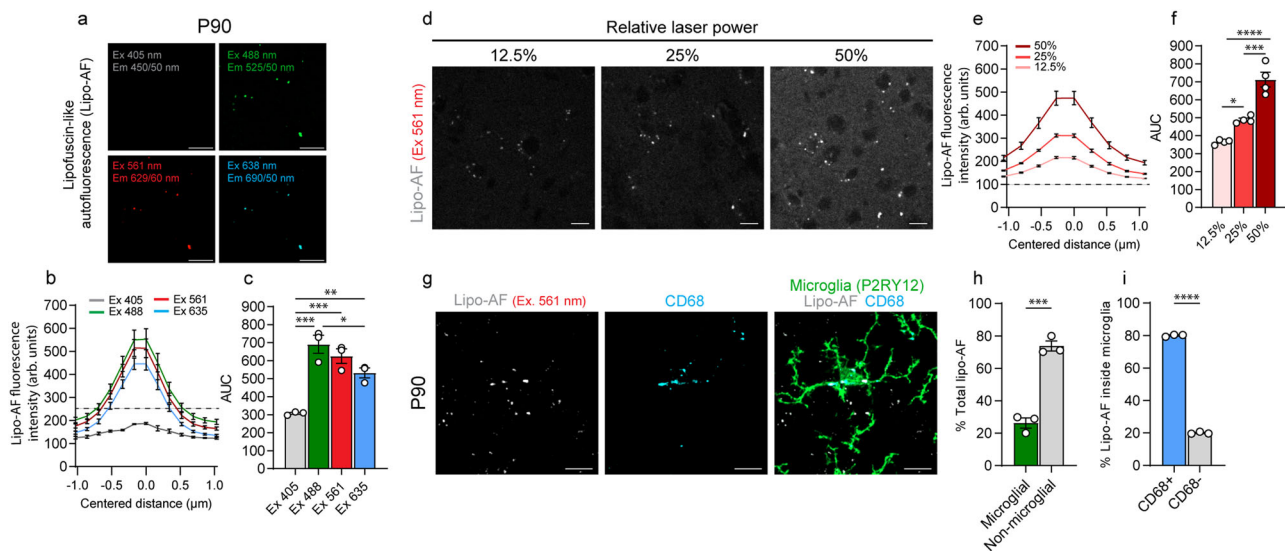 a
P90
Lipofuscin-like
autofluorescence (Lipo-AF)
Ex 405 nm
Em 450/50 nm
Ex 488 nm
Em 525/50 nm
Ex 561 nm
Em 629/60 nm
Ex 638 nm
Em 690/50 nm
b
Ex 405
Ex 561
Ex 488
Ex 635
Lipo-AF fluorescence
intensity (arb. units)
700
600
500
400
300
200
100
0
-1.0
-0.5
0.0
0.5
1.0
Centered distance (µm)
c
**
***
***
*
AUC
900
800
700
600
500
400
300
200
100
0
Ex 405
Ex 488
Ex 561
Ex 635
d
Relative laser power
12.5%
25%
50%
Lipo-AF (Ex 561 nm)
e
50%
25%
12.5%
Lipo-AF fluorescence
intensity (arb. units)
700
600
500
400
300
200
100
0
-1.0
-0.5
0.0
0.5
1.0
Centered distance (µm)
f
****
***
*
AUC
900
800
700
600
500
400
300
200
100
0
12.5%
25%
50%
g
P90
Lipo-AF (Ex. 561 nm)
CD68
Microglia (P2RY12)
Lipo-AF CD68
h
***
% Total lipo-AF
100
80
60
40
20
0
Microglial
Non-microglial
i
****
% Lipo-AF inside microglia
100
80
60
40
20
0
CD68+
CD68-